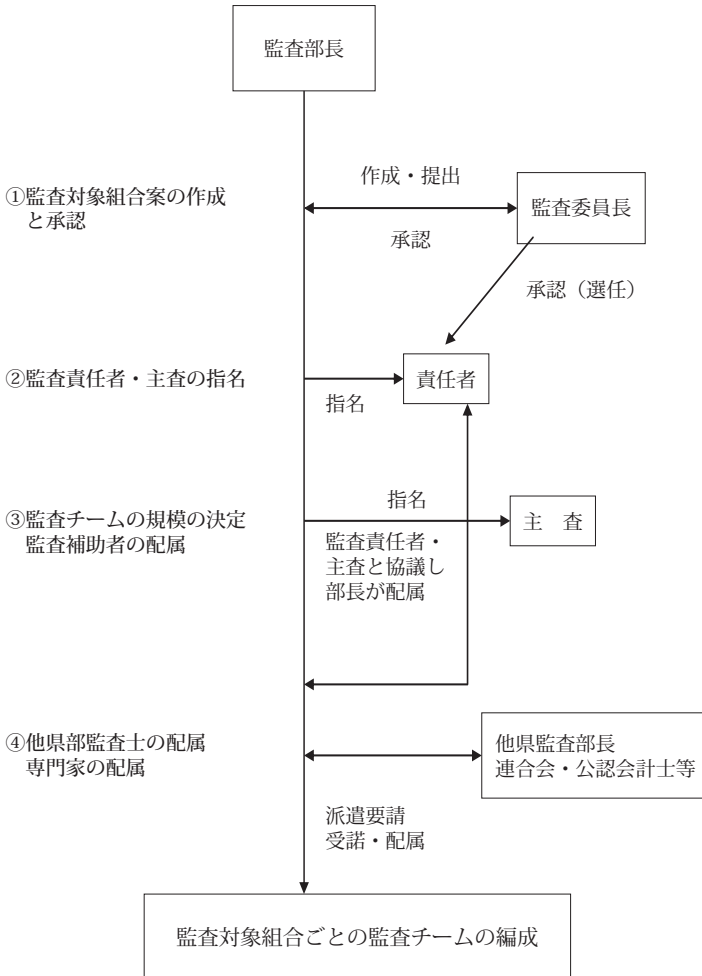 監査部長
①監査対象組合案の作成
と承認
作成・提出
承認
監査委員長
承認（選任）
②監査責任者・主査の指名
指名
責任者
③監査チームの規模の決定
監査補助者の配属
指名
主　査
監査責任者・
主査と協議し
部長が配属
④他県部監査士の配属
専門家の配属
他県監査部長
連合会・公認会計士等
派遣要請
受諾・配属
監査対象組合ごとの監査チームの編成